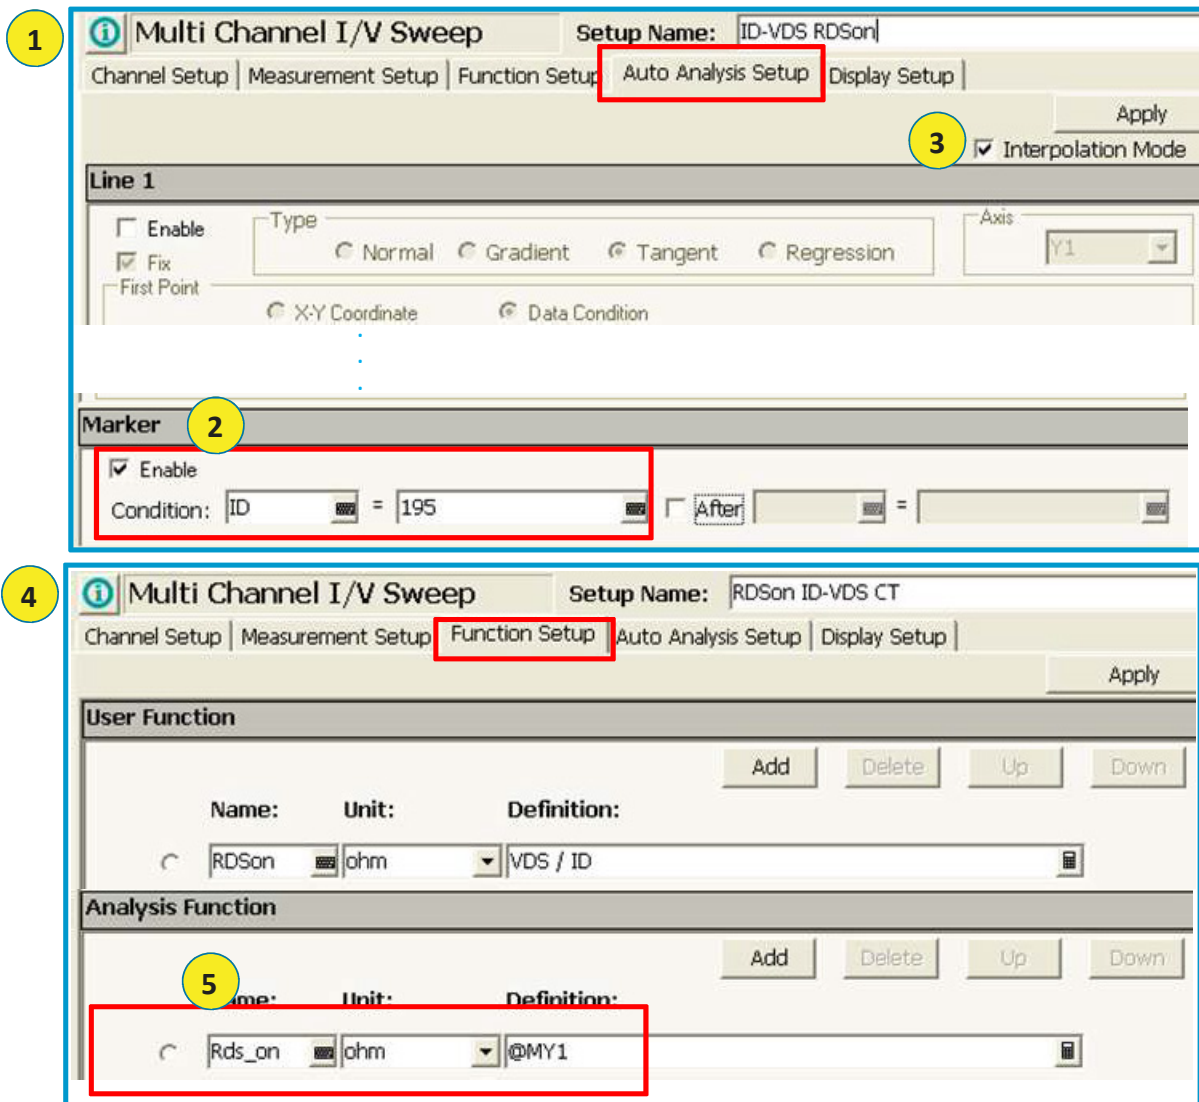 1
Multi Channel I/V Sweep Setup Name: ID-VDS RDSon
Channel Setup Measurement Setup Function Setup Auto Analysis Setup Display Setup
Apply
3 Interpolation Mode
Line 1
Enable Type Normal Gradient Tangent Regression Axis Y1
Fix
First Point
X-Y Coordinate Data Condition
Marker 2
Enable
Condition: ID = 195 After =
4
Multi Channel I/V Sweep Setup Name: RDSon ID-VDS CT
Channel Setup Measurement Setup Function Setup Auto Analysis Setup Display Setup
Apply
User Function
Add Delete Up Down
Name: Unit: Definition:
RDSon ohm VDS / ID
Analysis Function
Add Delete Up Down
5
Name: Unit: Definition:
Rds_on ohm @MY1